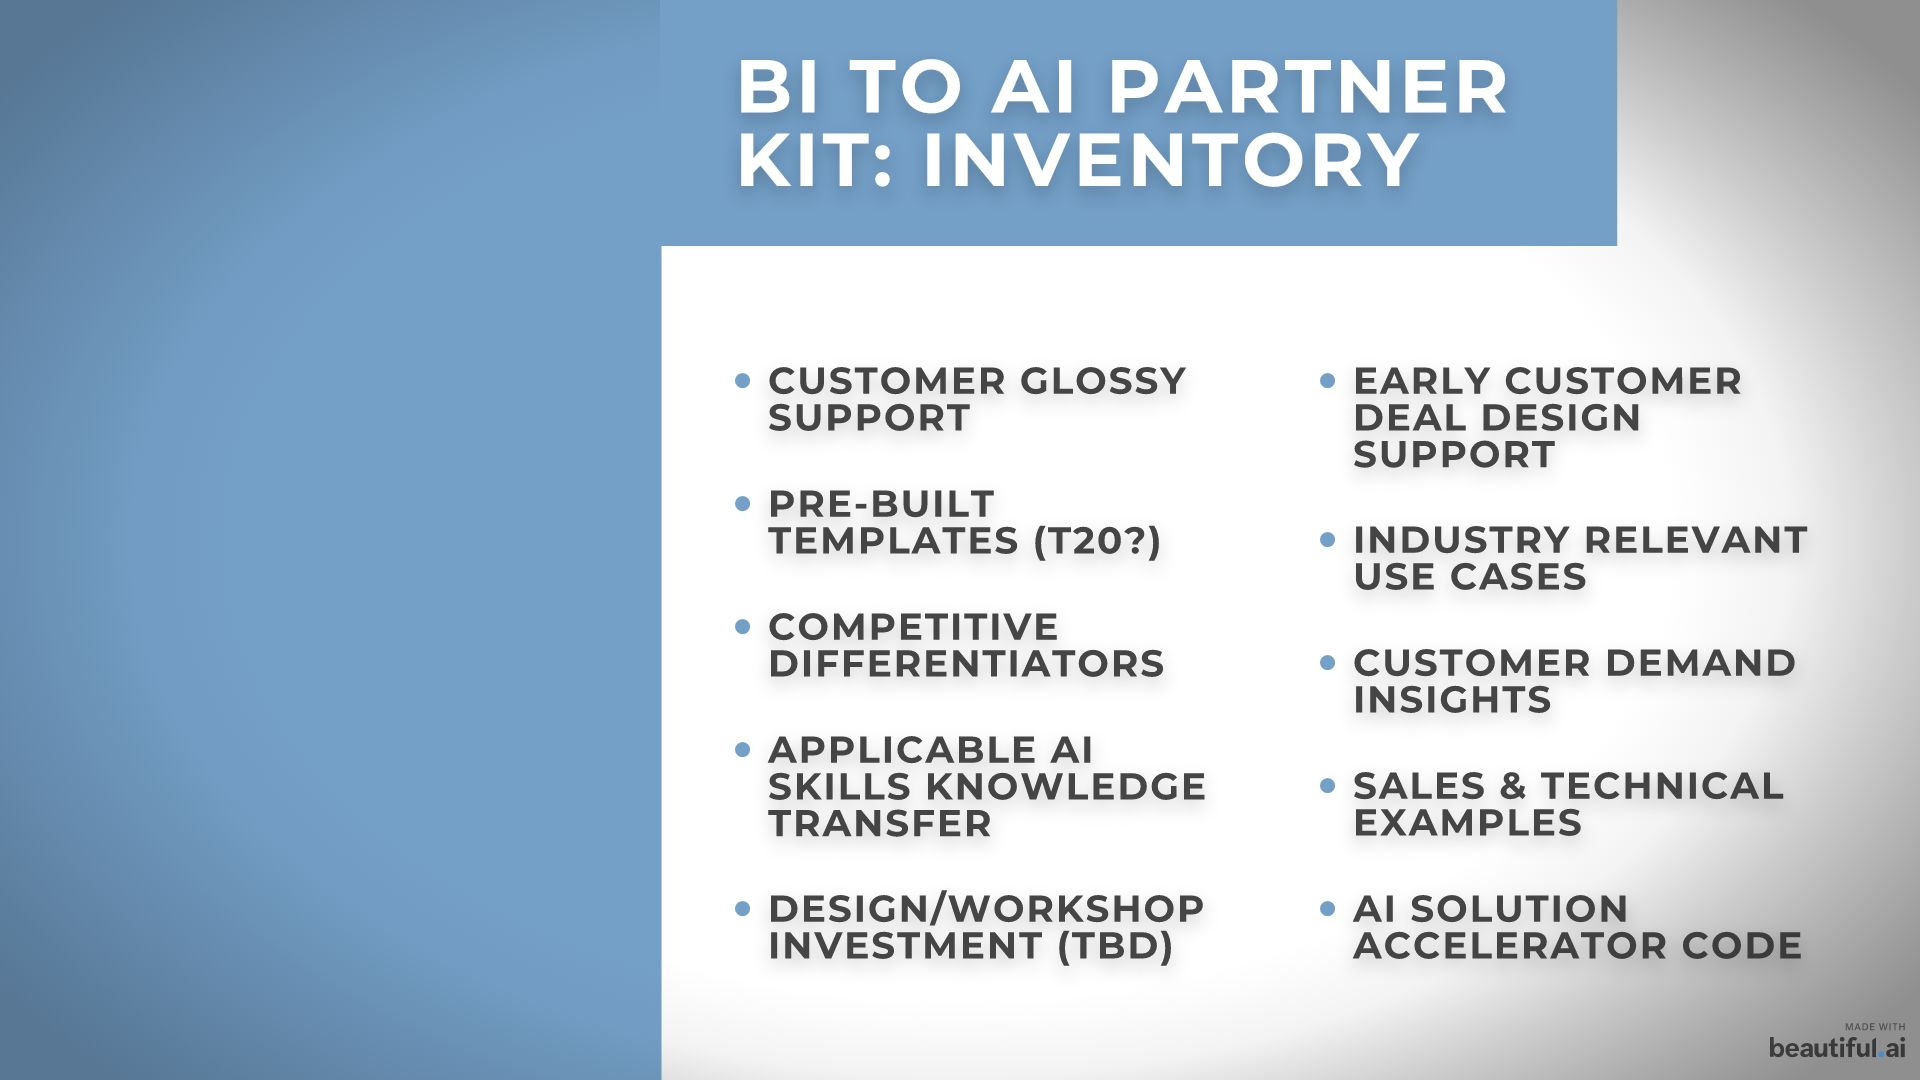 BI TO AI PARTNER
KIT: INVENTORY
CUSTOMER GLOSSY
SUPPORT
PRE-BUILT
TEMPLATES (T20?)
COMPETITIVE
DIFFERENTIATORS
APPLICABLE AI
SKILLS KNOWLEDGE
TRANSFER
DESIGN/WORKSHOP
INVESTMENT (TBD)
EARLY CUSTOMER
DEAL DESIGN
SUPPORT
INDUSTRY RELEVANT
USE CASES
CUSTOMER DEMAND
INSIGHTS
SALES & TECHNICAL
EXAMPLES
AI SOLUTION
ACCELERATOR CODE
MADE WITH
beautiful.ai